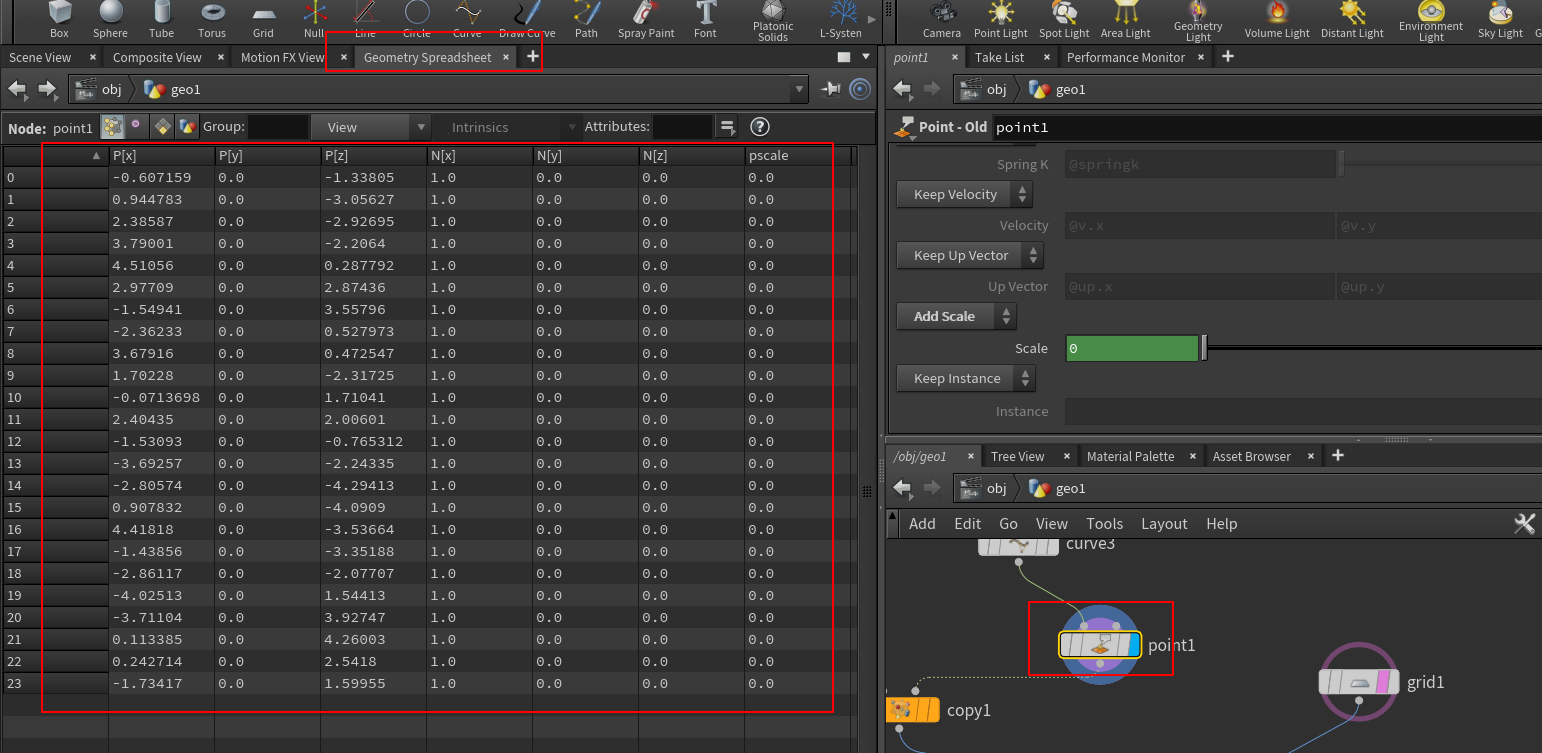 Box Sphere Tube Torus Grid Null Line Circle Curve Draw Curve Path Spray Paint Font Platonic Solids L-System
Camera Point Light Spot Light Area Light Geometry Light Volume Light Distant Light Environment Light Sky Light
Scene View Composite View Motion FX View Geometry Spreadsheet
point1 Take List Performance Monitor
obj geo1
obj geo1
Node: point1 Group: View Intrinsics Attributes:
Point - Old point1
P[x] P[y] P[z] N[x] N[y] N[z] pscale
0 -0.607159 0.0 -1.33805 1.0 0.0 0.0 0.0
1 0.944783 0.0 -3.05627 1.0 0.0 0.0 0.0
2 2.38587 0.0 -2.92695 1.0 0.0 0.0 0.0
3 3.79001 0.0 -2.2064 1.0 0.0 0.0 0.0
4 4.51056 0.0 0.287792 1.0 0.0 0.0 0.0
5 2.97709 0.0 2.87436 1.0 0.0 0.0 0.0
6 -1.54941 0.0 3.55796 1.0 0.0 0.0 0.0
7 -2.36233 0.0 0.527973 1.0 0.0 0.0 0.0
8 3.67916 0.0 0.472547 1.0 0.0 0.0 0.0
9 1.70228 0.0 -2.31725 1.0 0.0 0.0 0.0
10 -0.0713698 0.0 1.71041 1.0 0.0 0.0 0.0
11 2.40435 0.0 2.00601 1.0 0.0 0.0 0.0
12 -1.53093 0.0 -0.765312 1.0 0.0 0.0 0.0
13 -3.69257 0.0 -2.24335 1.0 0.0 0.0 0.0
14 -2.80574 0.0 -4.29413 1.0 0.0 0.0 0.0
15 0.907832 0.0 -4.0909 1.0 0.0 0.0 0.0
16 4.41818 0.0 -3.53664 1.0 0.0 0.0 0.0
17 -1.43856 0.0 -3.35188 1.0 0.0 0.0 0.0
18 -2.86117 0.0 -2.07707 1.0 0.0 0.0 0.0
19 -4.02513 0.0 1.54413 1.0 0.0 0.0 0.0
20 -3.71104 0.0 3.92747 1.0 0.0 0.0 0.0
21 0.113385 0.0 4.26003 1.0 0.0 0.0 0.0
22 0.242714 0.0 2.5418 1.0 0.0 0.0 0.0
23 -1.73417 0.0 1.59955 1.0 0.0 0.0 0.0
Spring K @springk
Keep Velocity
Velocity @v.x @v.y
Keep Up Vector
Up Vector @up.x @up.y
Add Scale
Scale 0
Keep Instance
Instance
/obj/geo1 Tree View Material Palette Asset Browser
obj geo1
Add Edit Go View Tools Layout Help
curve3
point1
grid1
copy1